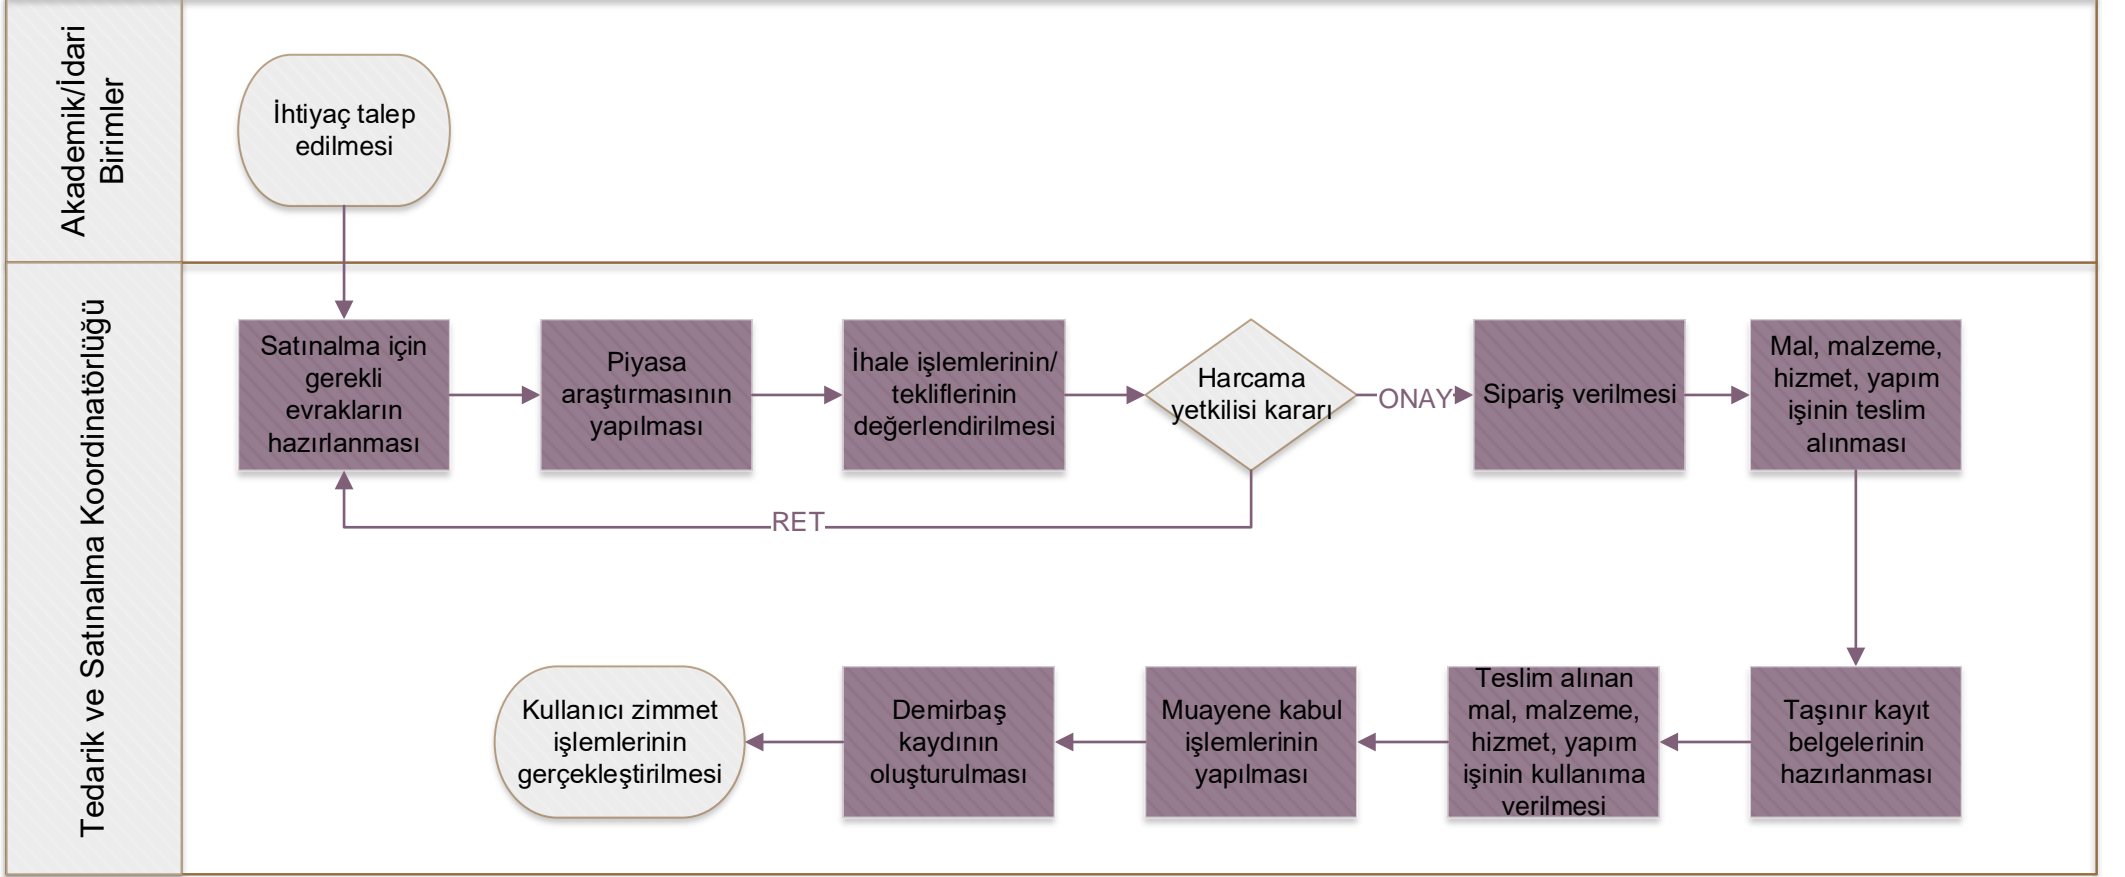 Akademik/İdari
Birimler
İhtiyaç talep
edilmesi
Tedarik ve Satınalma Koordinatörlüğü
Satınalma için
gerekli
evrakların
hazırlanması
Piyasa
araştırmasının
yapılması
İhale işlemlerinin/
tekliflerinin
değerlendirilmesi
Harcama
yetkilisi kararı
ONAY
Sipariş verilmesi
Mal, malzeme,
hizmet, yapım
işinin teslim
alınması
RET
Kullanıcı zimmet
işlemlerinin
gerçekleştirilmesi
Demirbaş
kaydının
oluşturulması
Muayene kabul
işlemlerinin
yapılması
Teslim alınan
mal, malzeme,
hizmet, yapım
işinin kullanıma
verilmesi
Taşınır kayıt
belgelerinin
hazırlanması